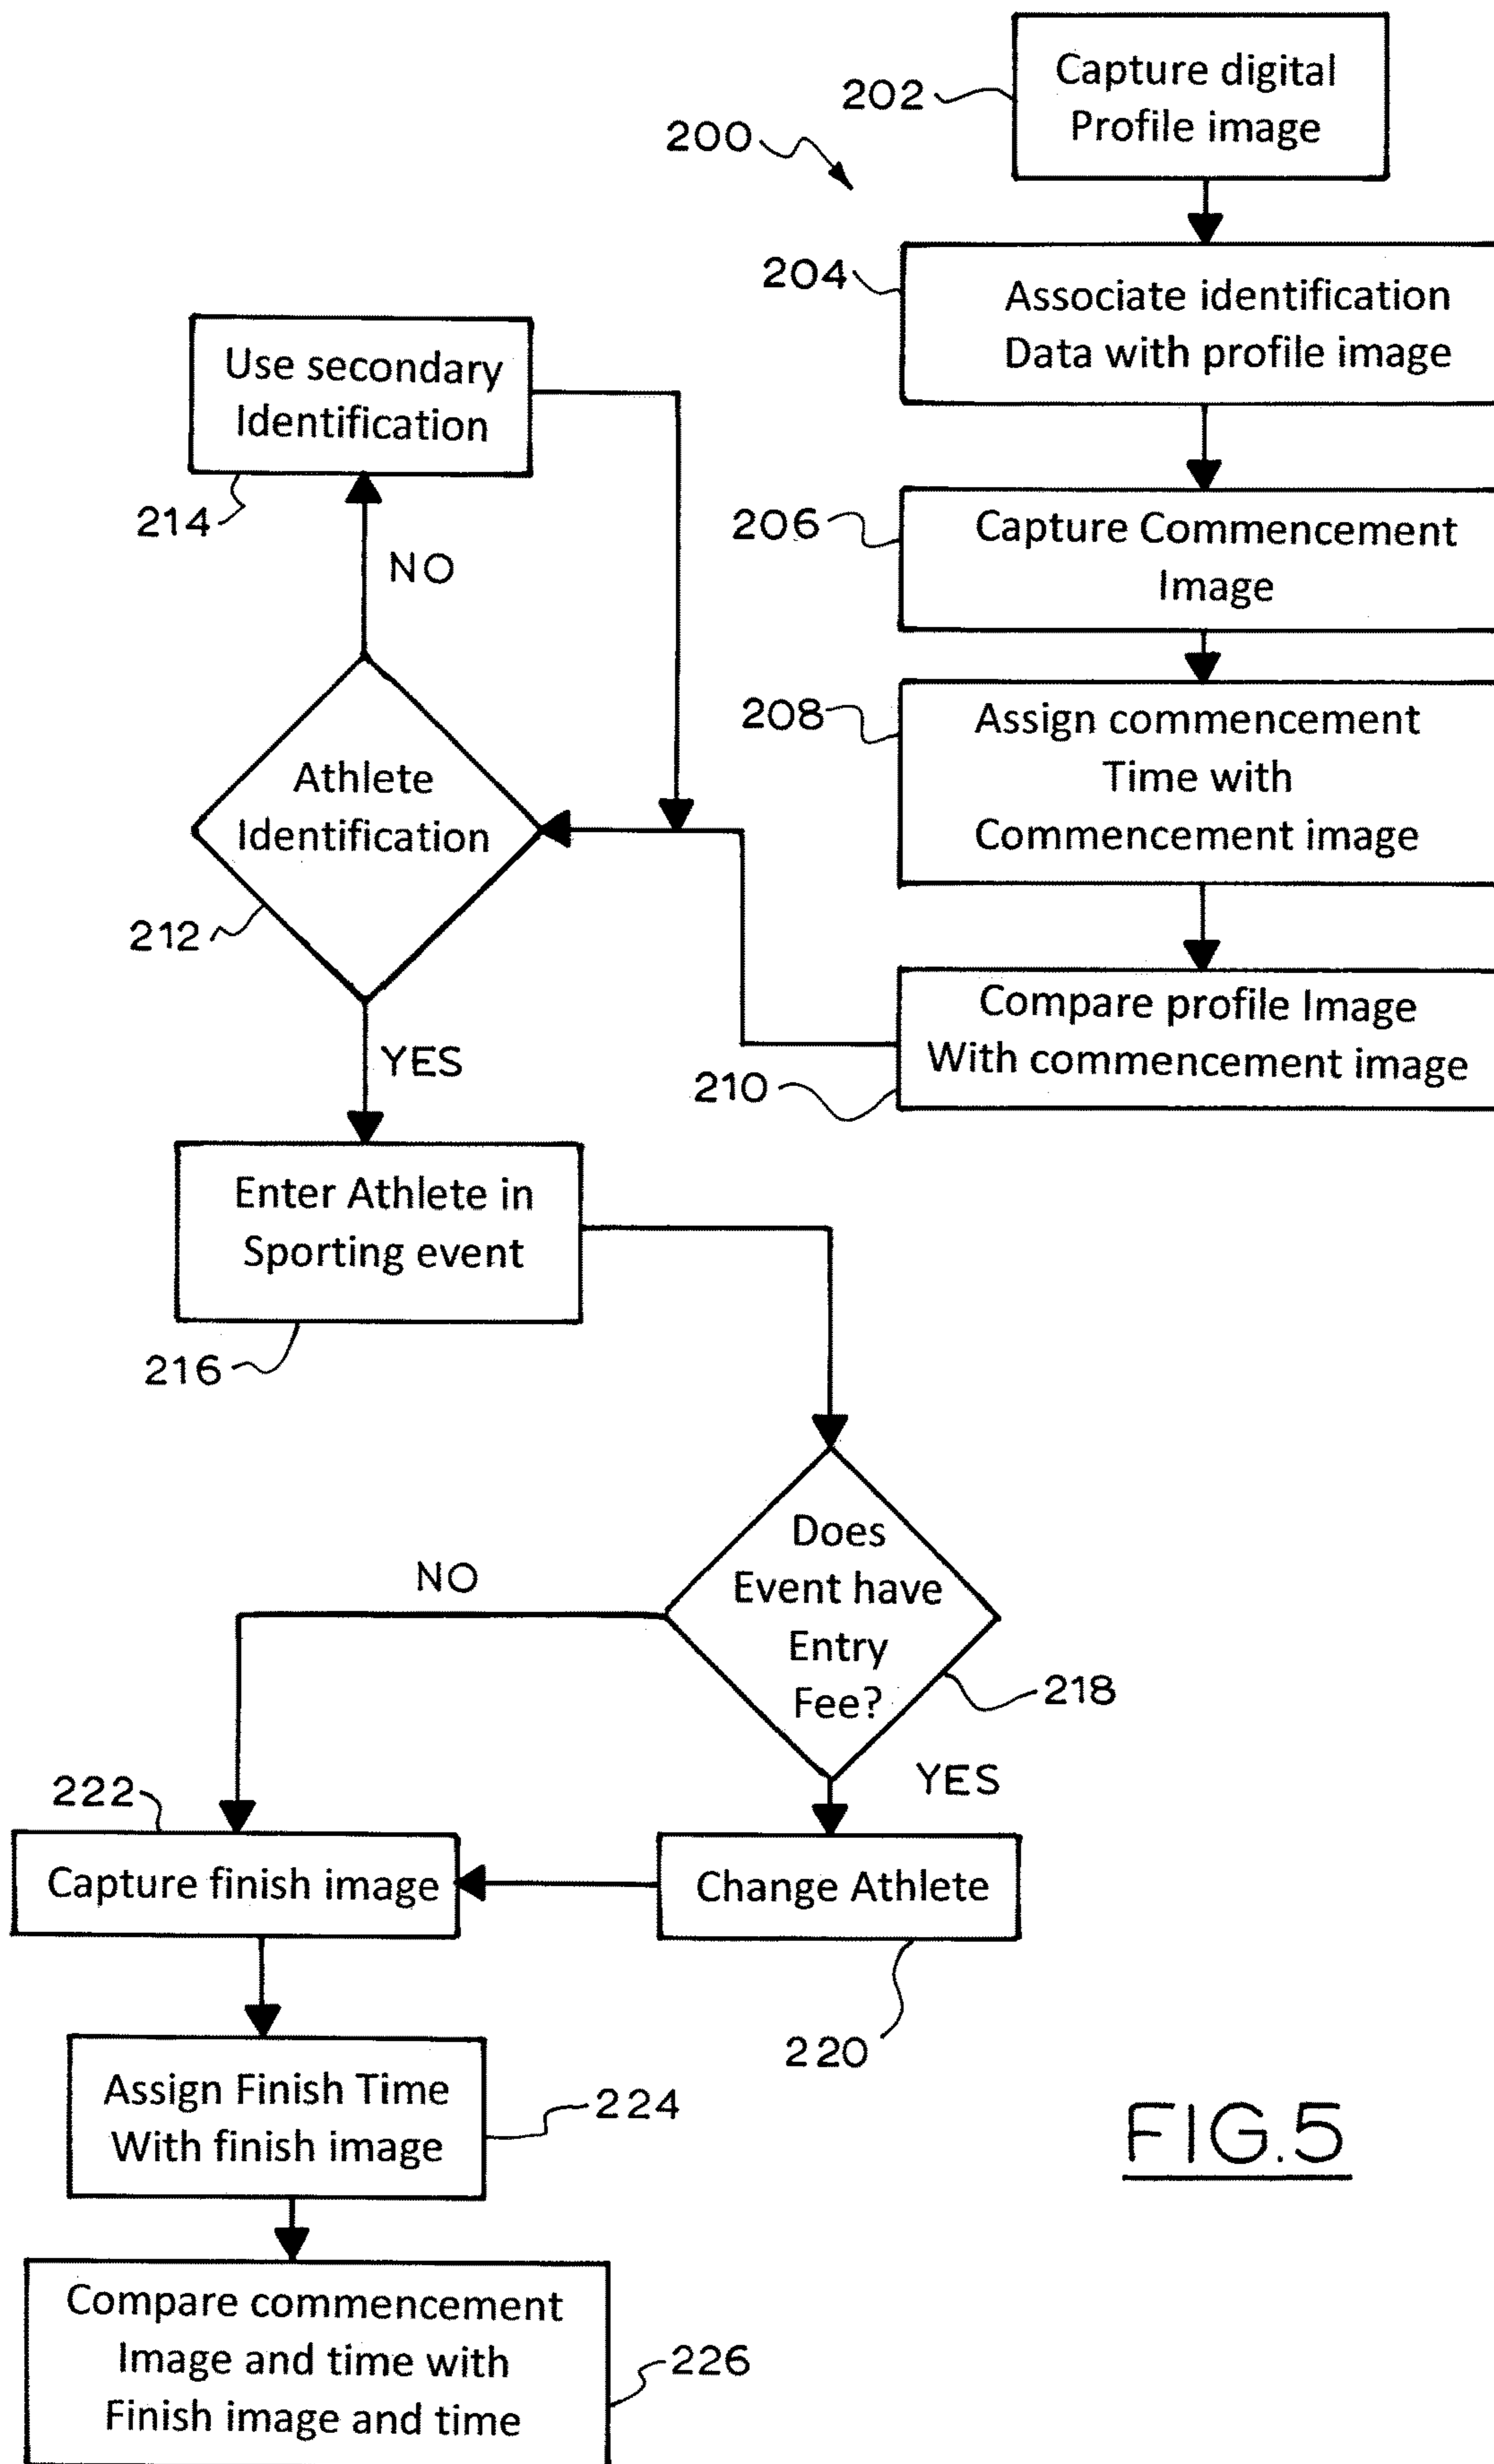 Capture digital
Profile image
202
200
204
Associate identification
Data with profile image
206
Capture Commencement
Image
208
Assign commencement
Time with
Commencement image
Compare profile Image
With commencement image
210
Use secondary
Identification
214
NO
Athlete
Identification
212
YES
Enter Athlete in
Sporting event
216
Does
Event have
Entry
Fee?
218
NO
YES
222
Capture finish image
Change Athlete
220
Assign Finish Time
With finish image
224
Compare commencement
Image and time with
Finish image and time
226
FIG.5